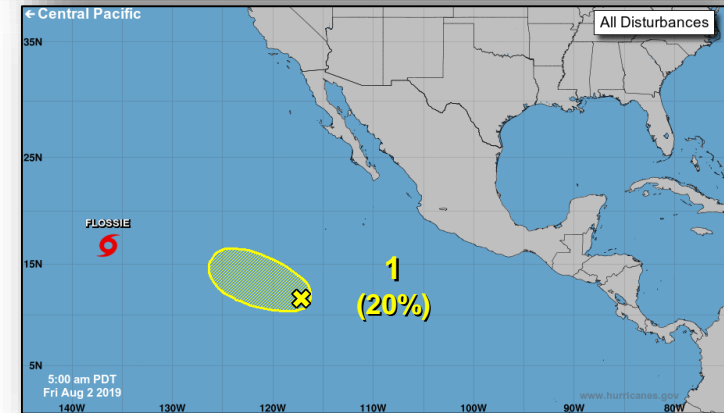 ← Central Pacific
All Disturbances
35N
25N
FLOSSIE
15N
1
(20%)
5N
5:00 am PDT
Fri Aug 2 2019
www.hurricanes.gov
140W 130W 120W 110W 100W 90W 80W